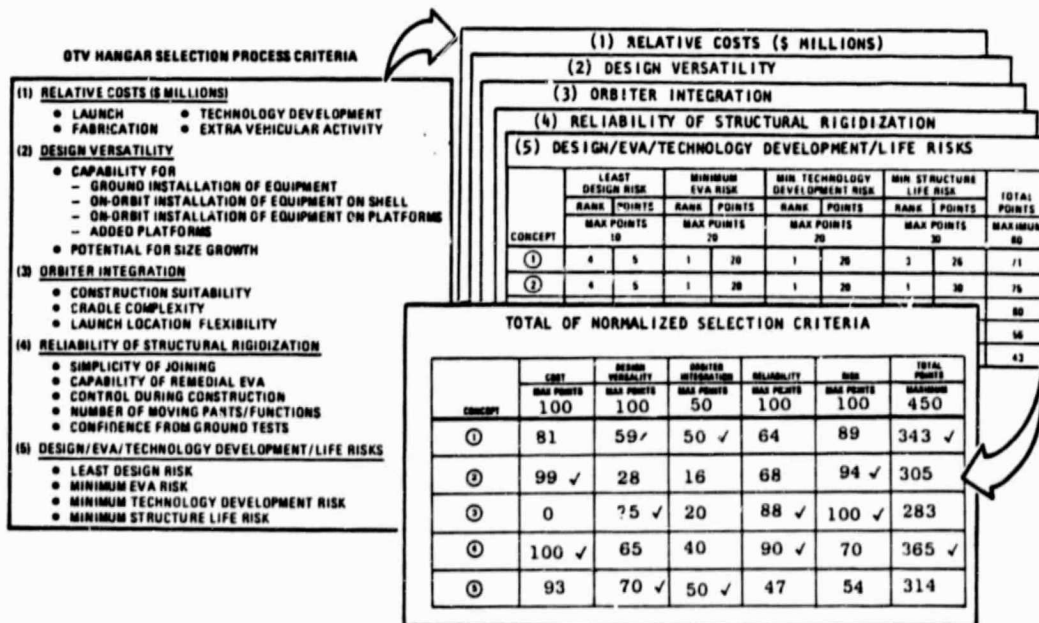 OTV HANGAR SELECTION PROCESS CRITERIA
(1) RELATIVE COSTS ($ MILLIONS)
• LAUNCH • TECHNOLOGY DEVELOPMENT
• FABRICATION • EXTRA VEHICULAR ACTIVITY
(2) DESIGN VERSATILITY
• CAPABILITY FOR
– GROUND INSTALLATION OF EQUIPMENT
– ON-ORBIT INSTALLATION OF EQUIPMENT ON SHELL
– ON-ORBIT INSTALLATION OF EQUIPMENT ON PLATFORMS
– ADDED PLATFORMS
• POTENTIAL FOR SIZE GROWTH
(3) ORBITER INTEGRATION
• CONSTRUCTION SUITABILITY
• CRADLE COMPLEXITY
• LAUNCH LOCATION FLEXIBILITY
(4) RELIABILITY OF STRUCTURAL RIGIDIZATION
• SIMPLICITY OF JOINING
• CAPABILITY OF REMEDIAL EVA
• CONTROL DURING CONSTRUCTION
• NUMBER OF MOVING PARTS/FUNCTIONS
• CONFIDENCE FROM GROUND TESTS
(5) DESIGN/EVA/TECHNOLOGY DEVELOPMENT/LIFE RISKS
• LEAST DESIGN RISK
• MINIMUM EVA RISK
• MINIMUM TECHNOLOGY DEVELOPMENT RISK
• MINIMUM STRUCTURE LIFE RISK
(1) RELATIVE COSTS ($ MILLIONS)
(2) DESIGN VERSATILITY
(3) ORBITER INTEGRATION
(4) RELIABILITY OF STRUCTURAL RIGIDIZATION
(5) DESIGN/EVA/TECHNOLOGY DEVELOPMENT/LIFE RISKS
LEAST DESIGN RISK MINIMUM EVA RISK MIN TECHNOLOGY DEVELOPMENT RISK MIN STRUCTURE LIFE RISK TOTAL POINTS
RANK POINTS RANK POINTS RANK POINTS RANK POINTS
CONCEPT MAX POINTS 10 MAX POINTS 20 MAX POINTS 20 MAX POINTS 30 MAXIMUM 80
① 4 5 1 20 1 20 3 26 71
② 4 5 1 20 1 20 1 30 75
80
56
43
TOTAL OF NORMALIZED SELECTION CRITERIA
COST DESIGN VERSALITY ORBITER INTEGRATION RELIABILITY RISK TOTAL POINTS
CONCEPT MAX POINTS MAX POINTS MAX POINTS MAX POINTS MAX POINTS MAXIMUM
100 100 50 100 100 450
① 81 59 50 ✓ 64 89 343 ✓
② 99 ✓ 28 16 68 94 ✓ 305
③ 0 ✓ 20 88 ✓ 100 ✓ 283
④ 100 ✓ 65 40 90 ✓ 70 365 ✓
⑤ 93 70 ✓ 50 ✓ 47 54 314